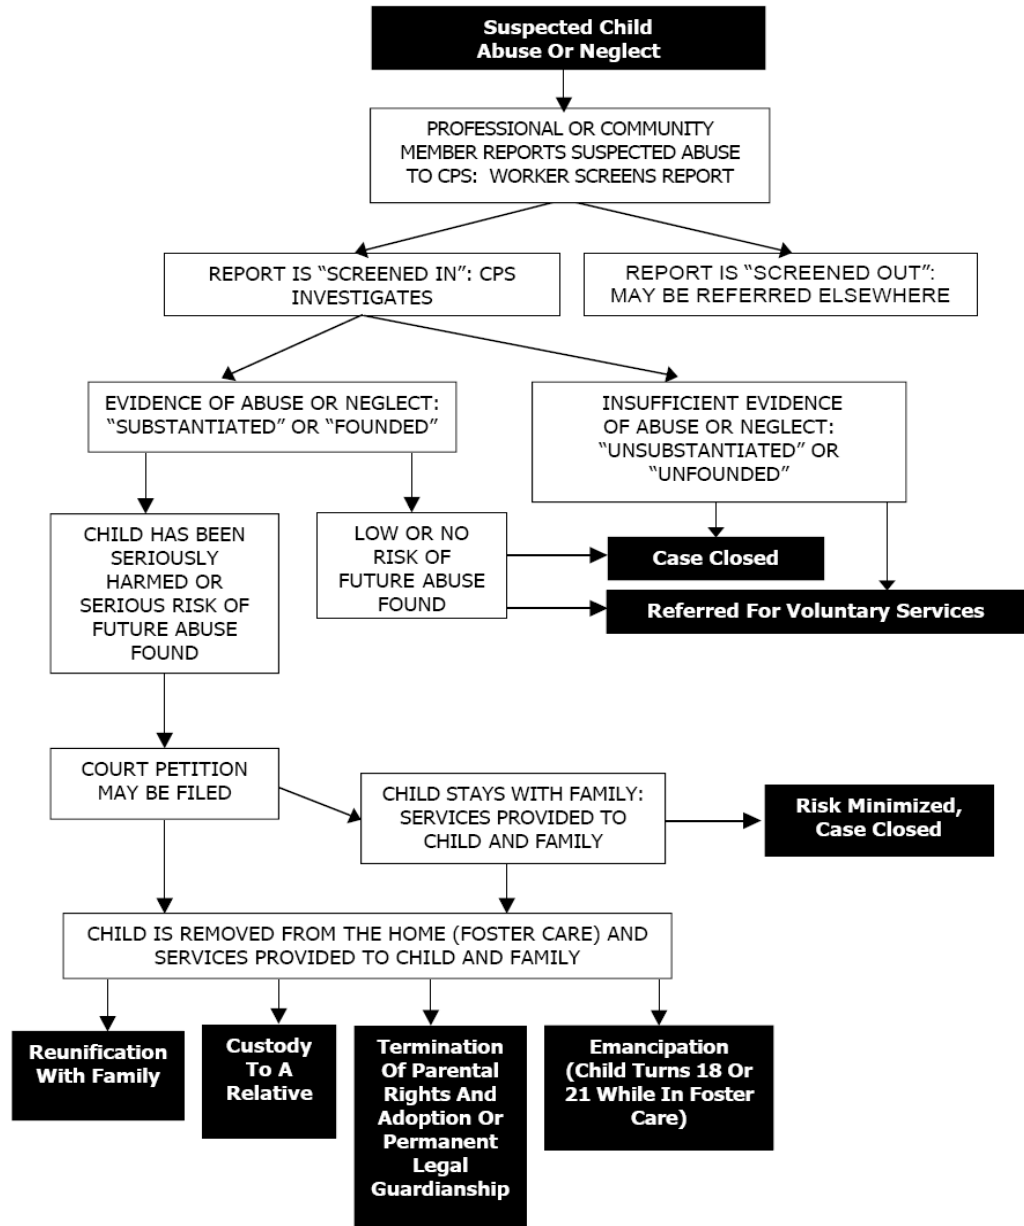 Suspected Child
Abuse Or Neglect
PROFESSIONAL OR COMMUNITY
MEMBER REPORTS SUSPECTED ABUSE
TO CPS: WORKER SCREENS REPORT
REPORT IS “SCREENED IN”: CPS
INVESTIGATES
REPORT IS “SCREENED OUT”:
MAY BE REFERRED ELSEWHERE
EVIDENCE OF ABUSE OR NEGLECT:
“SUBSTANTIATED” OR “FOUNDED”
INSUFFICIENT EVIDENCE
OF ABUSE OR NEGLECT:
“UNSUBSTANTIATED” OR
“UNFOUNDED”
CHILD HAS BEEN
SERIOUSLY
HARMED OR
SERIOUS RISK OF
FUTURE ABUSE
FOUND
LOW OR NO
RISK OF
FUTURE ABUSE
FOUND
Case Closed
Referred For Voluntary Services
COURT PETITION
MAY BE FILED
CHILD STAYS WITH FAMILY:
SERVICES PROVIDED TO
CHILD AND FAMILY
Risk Minimized,
Case Closed
CHILD IS REMOVED FROM THE HOME (FOSTER CARE) AND
SERVICES PROVIDED TO CHILD AND FAMILY
Reunification
With Family
Custody
To A
Relative
Termination
Of Parental
Rights And
Adoption Or
Permanent
Legal
Guardianship
Emancipation
(Child Turns 18 Or
21 While In Foster
Care)